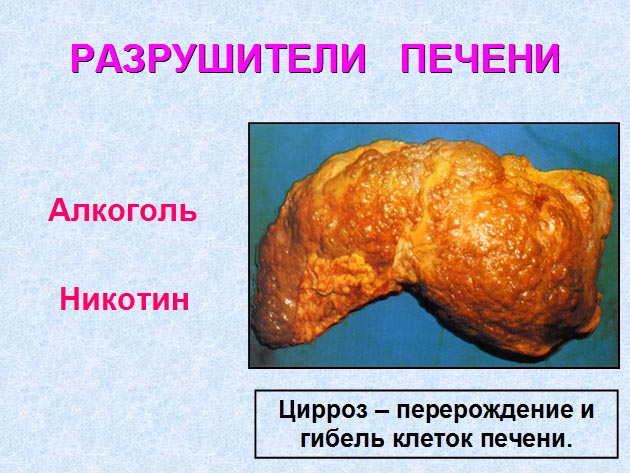 РАЗРУШИТЕЛИ ПЕЧЕНИ
Алкоголь
Никотин
Цирроз – перерождение и
гибель клеток печени.